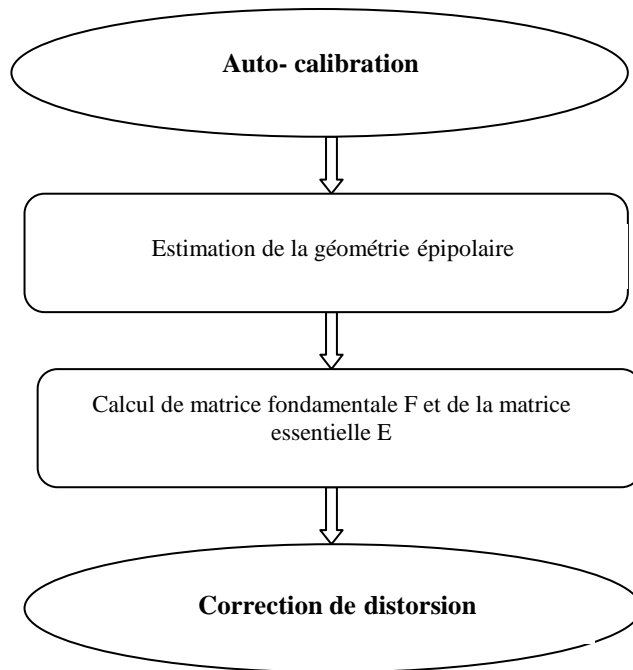 Auto- calibration
Estimation de la géométrie épipolaire
Calcul de matrice fondamentale F et de la matrice
essentielle E
Correction de distorsion